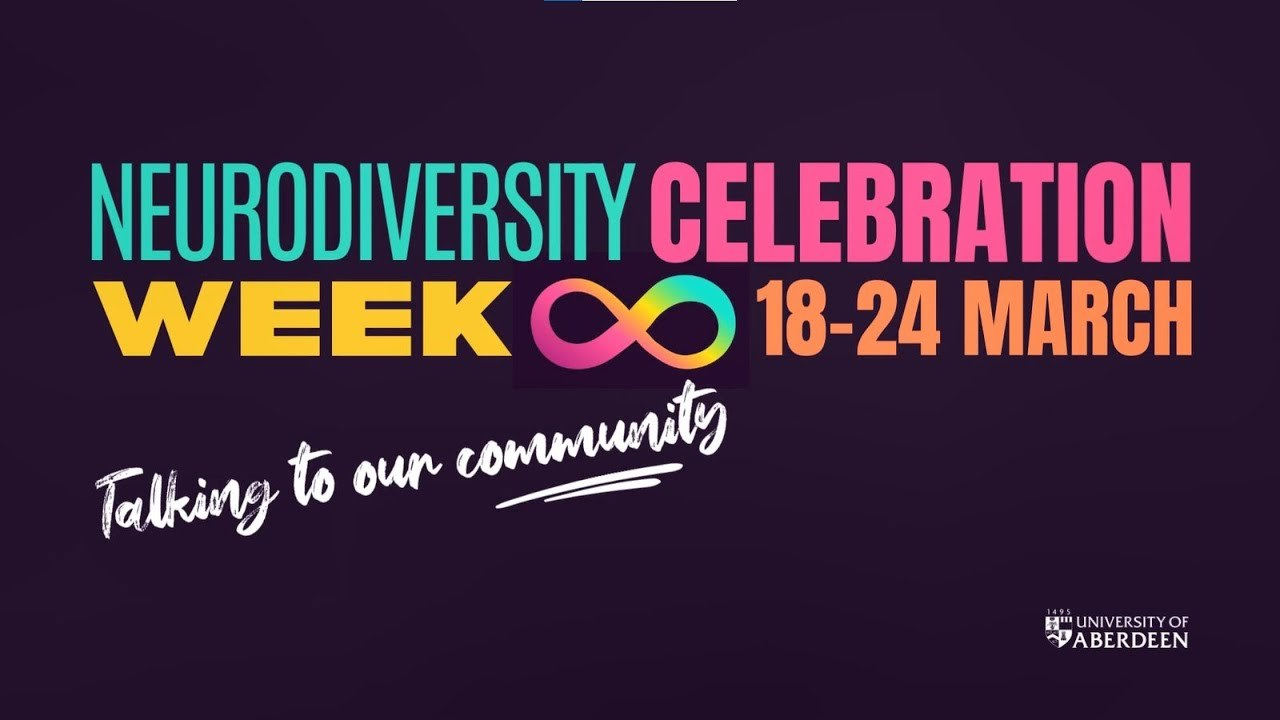 NEURODIVERSITY CELEBRATION
WEEK 18-24 MARCH
Talking to our community
1495
UNIVERSITY OF
ABERDEEN